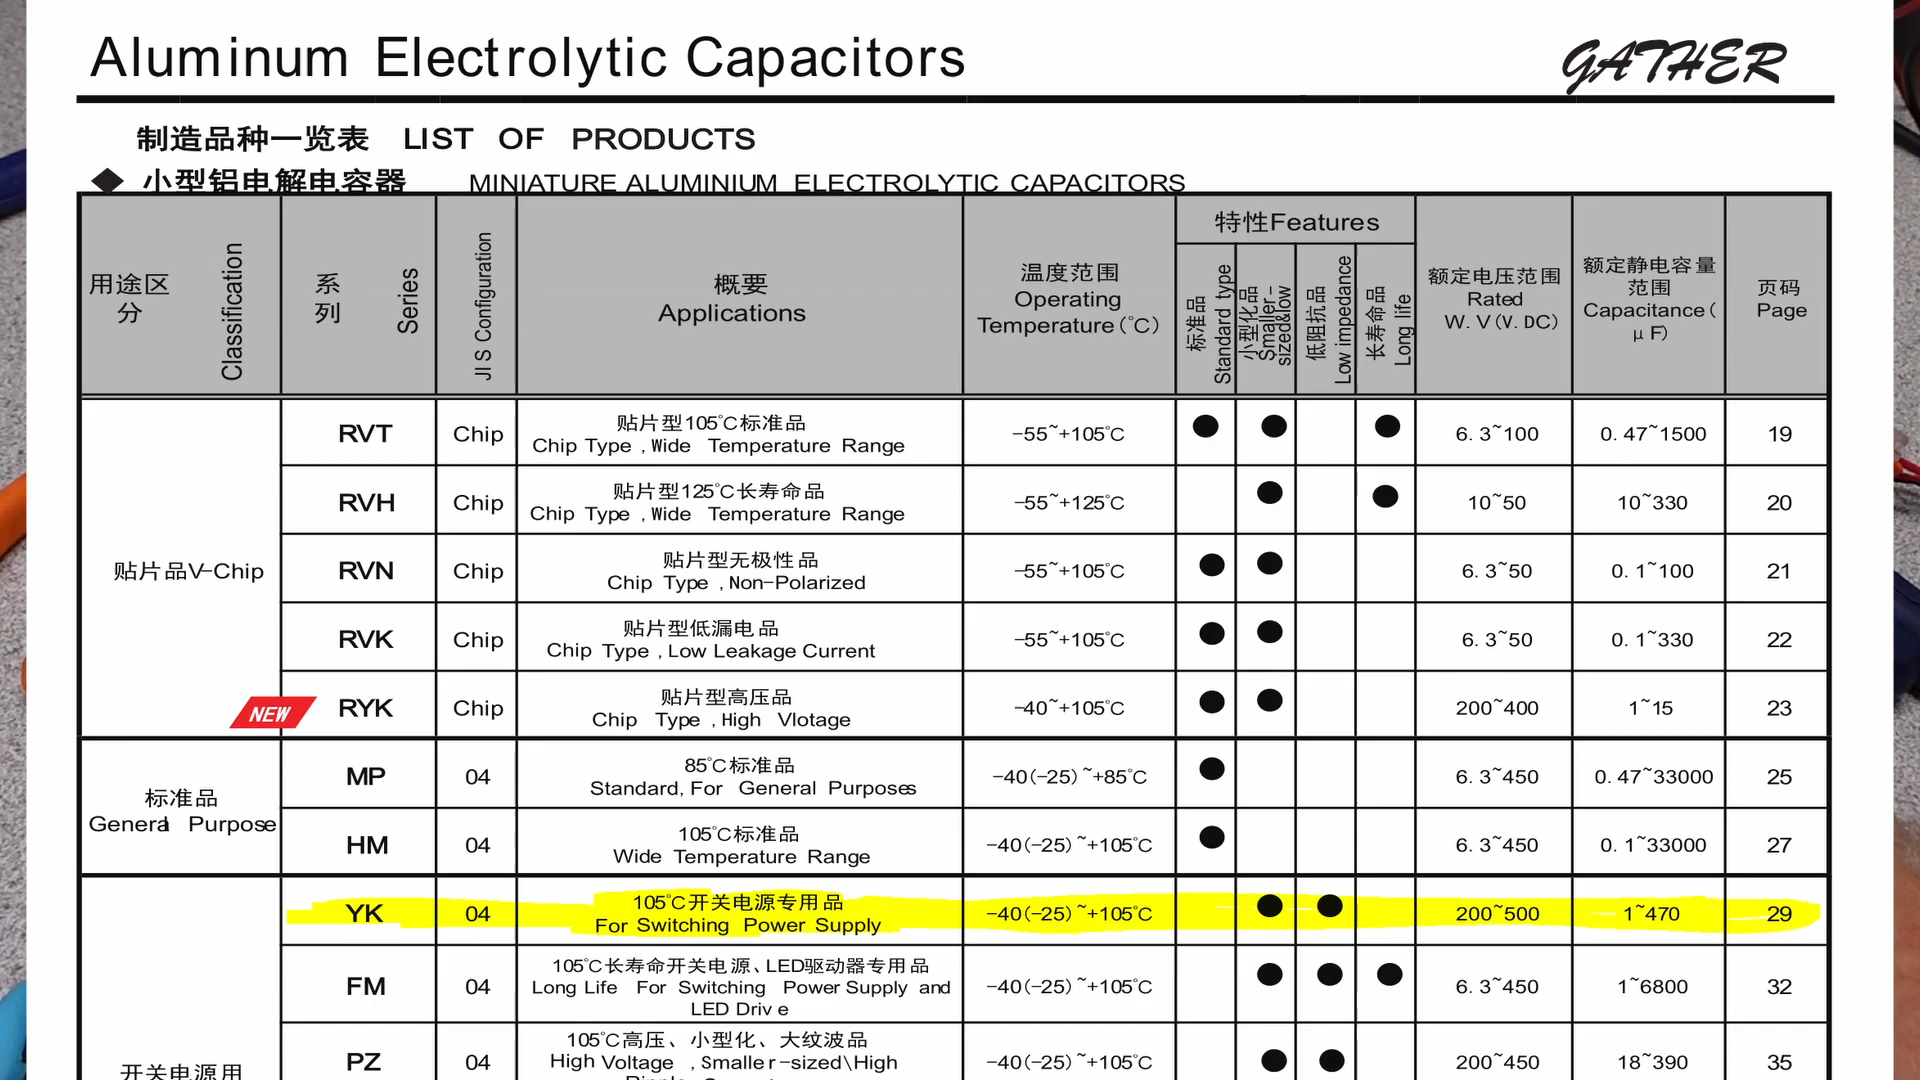 Aluminum Electrolytic Capacitors
GATHER
制造品种一览表 LIST OF PRODUCTS
◆ 小型铝电解电容器 MINIATURE ALUMINIUM ELECTROLYTIC CAPACITORS
用途区分 Classification
系列 Series
JIS Configuration
概要
Applications
温度范围
Operating
Temperature(℃)
特性Features
标准品
Standard type
小型化品
Smaller-
sized&low
低阻抗品
Low impedance
长寿命品
Long life
额定电压范围
Rated
W.V(V.DC)
额定静电容量
范围
Capacitance(
μF)
页码
Page
贴片品V-Chip
RVT Chip 贴片型105℃标准品 -55~+105℃ ● ● ● 6.3~100 0.47~1500 19
Chip Type ,Wide Temperature Range
RVH Chip 贴片型125℃长寿命品 -55~+125℃ ● ● 10~50 10~330 20
Chip Type ,Wide Temperature Range
RVN Chip 贴片型无极性品 -55~+105℃ ● ● 6.3~50 0.1~100 21
Chip Type ,Non-Polarized
RVK Chip 贴片型低漏电品 -55~+105℃ ● ● 6.3~50 0.1~330 22
Chip Type ,Low Leakage Current
NEW RYK Chip 贴片型高压品 -40~+105℃ ● ● 200~400 1~15 23
Chip Type ,High Vlotage
标准品
General Purpose
MP 04 85℃标准品 -40(-25)~+85℃ ● 6.3~450 0.47~33000 25
Standard,For General Purposes
HM 04 105℃标准品 -40(-25)~+105℃ ● 6.3~450 0.1~33000 27
Wide Temperature Range
YK 04 105℃开关电源专用品 -40(-25)~+105℃ ● ● 200~500 1~470 29
For Switching Power Supply
FM 04 105℃长寿命开关电源、LED驱动器专用品 -40(-25)~+105℃ ● ● ● 6.3~450 1~6800 32
Long Life For Switching Power Supply and
LED Drive
PZ 04 105℃高压、小型化、大纹波品 -40(-25)~+105℃ ● ● 200~450 18~390 35
High Voltage ,Smaller-sized\High
开关电源用